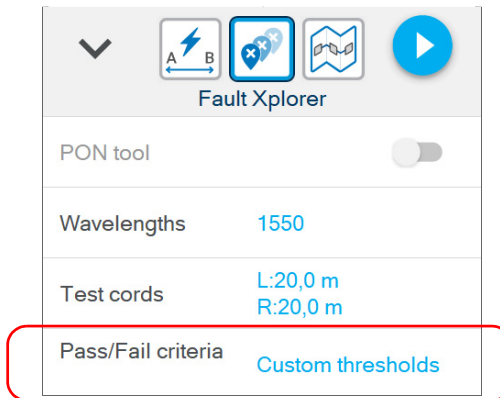 A B
Fault Xplorer
PON tool
Wavelengths 1550
Test cords L:20,0 m
R:20,0 m
Pass/Fail criteria Custom thresholds